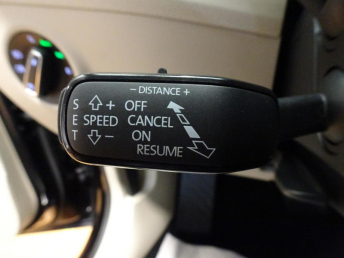 − DISTANCE +
S + OFF
E SPEED CANCEL
T − ON
RESUME